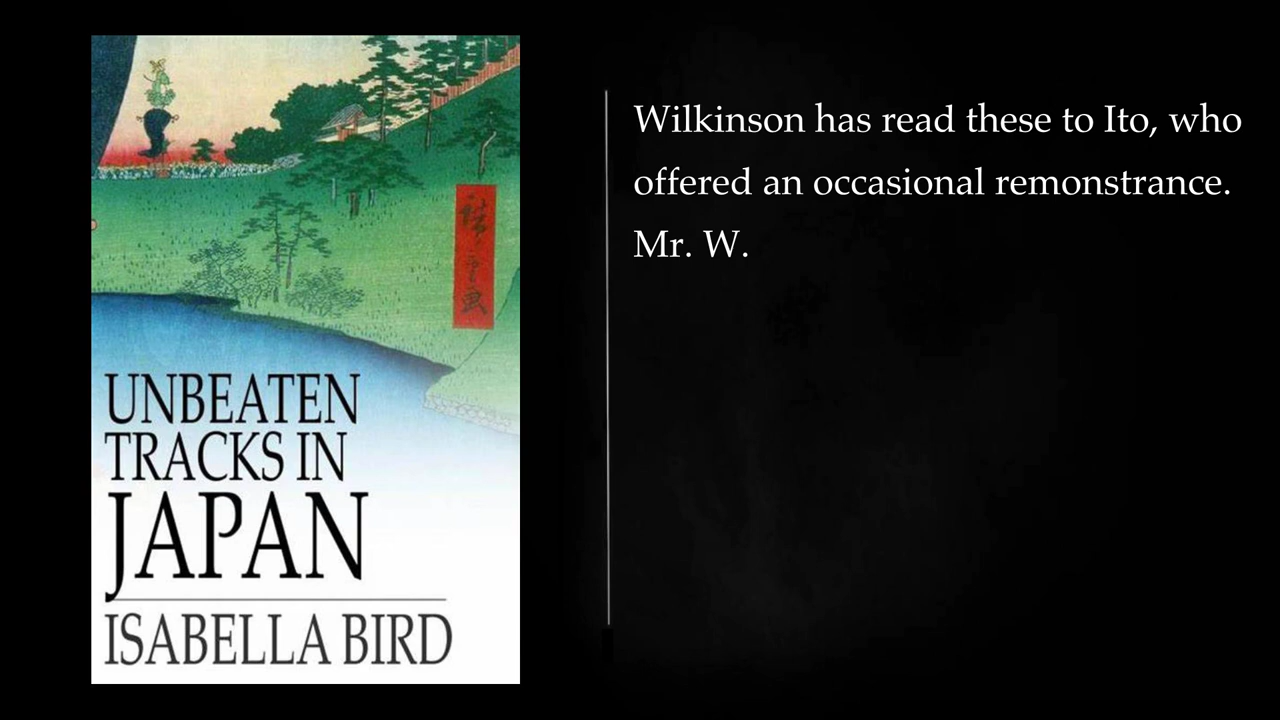 UNBEATEN
TRACKS IN
JAPAN
ISABELLA BIRD
Wilkinson has read these to Ito, who
offered an occasional remonstrance.
Mr. W.